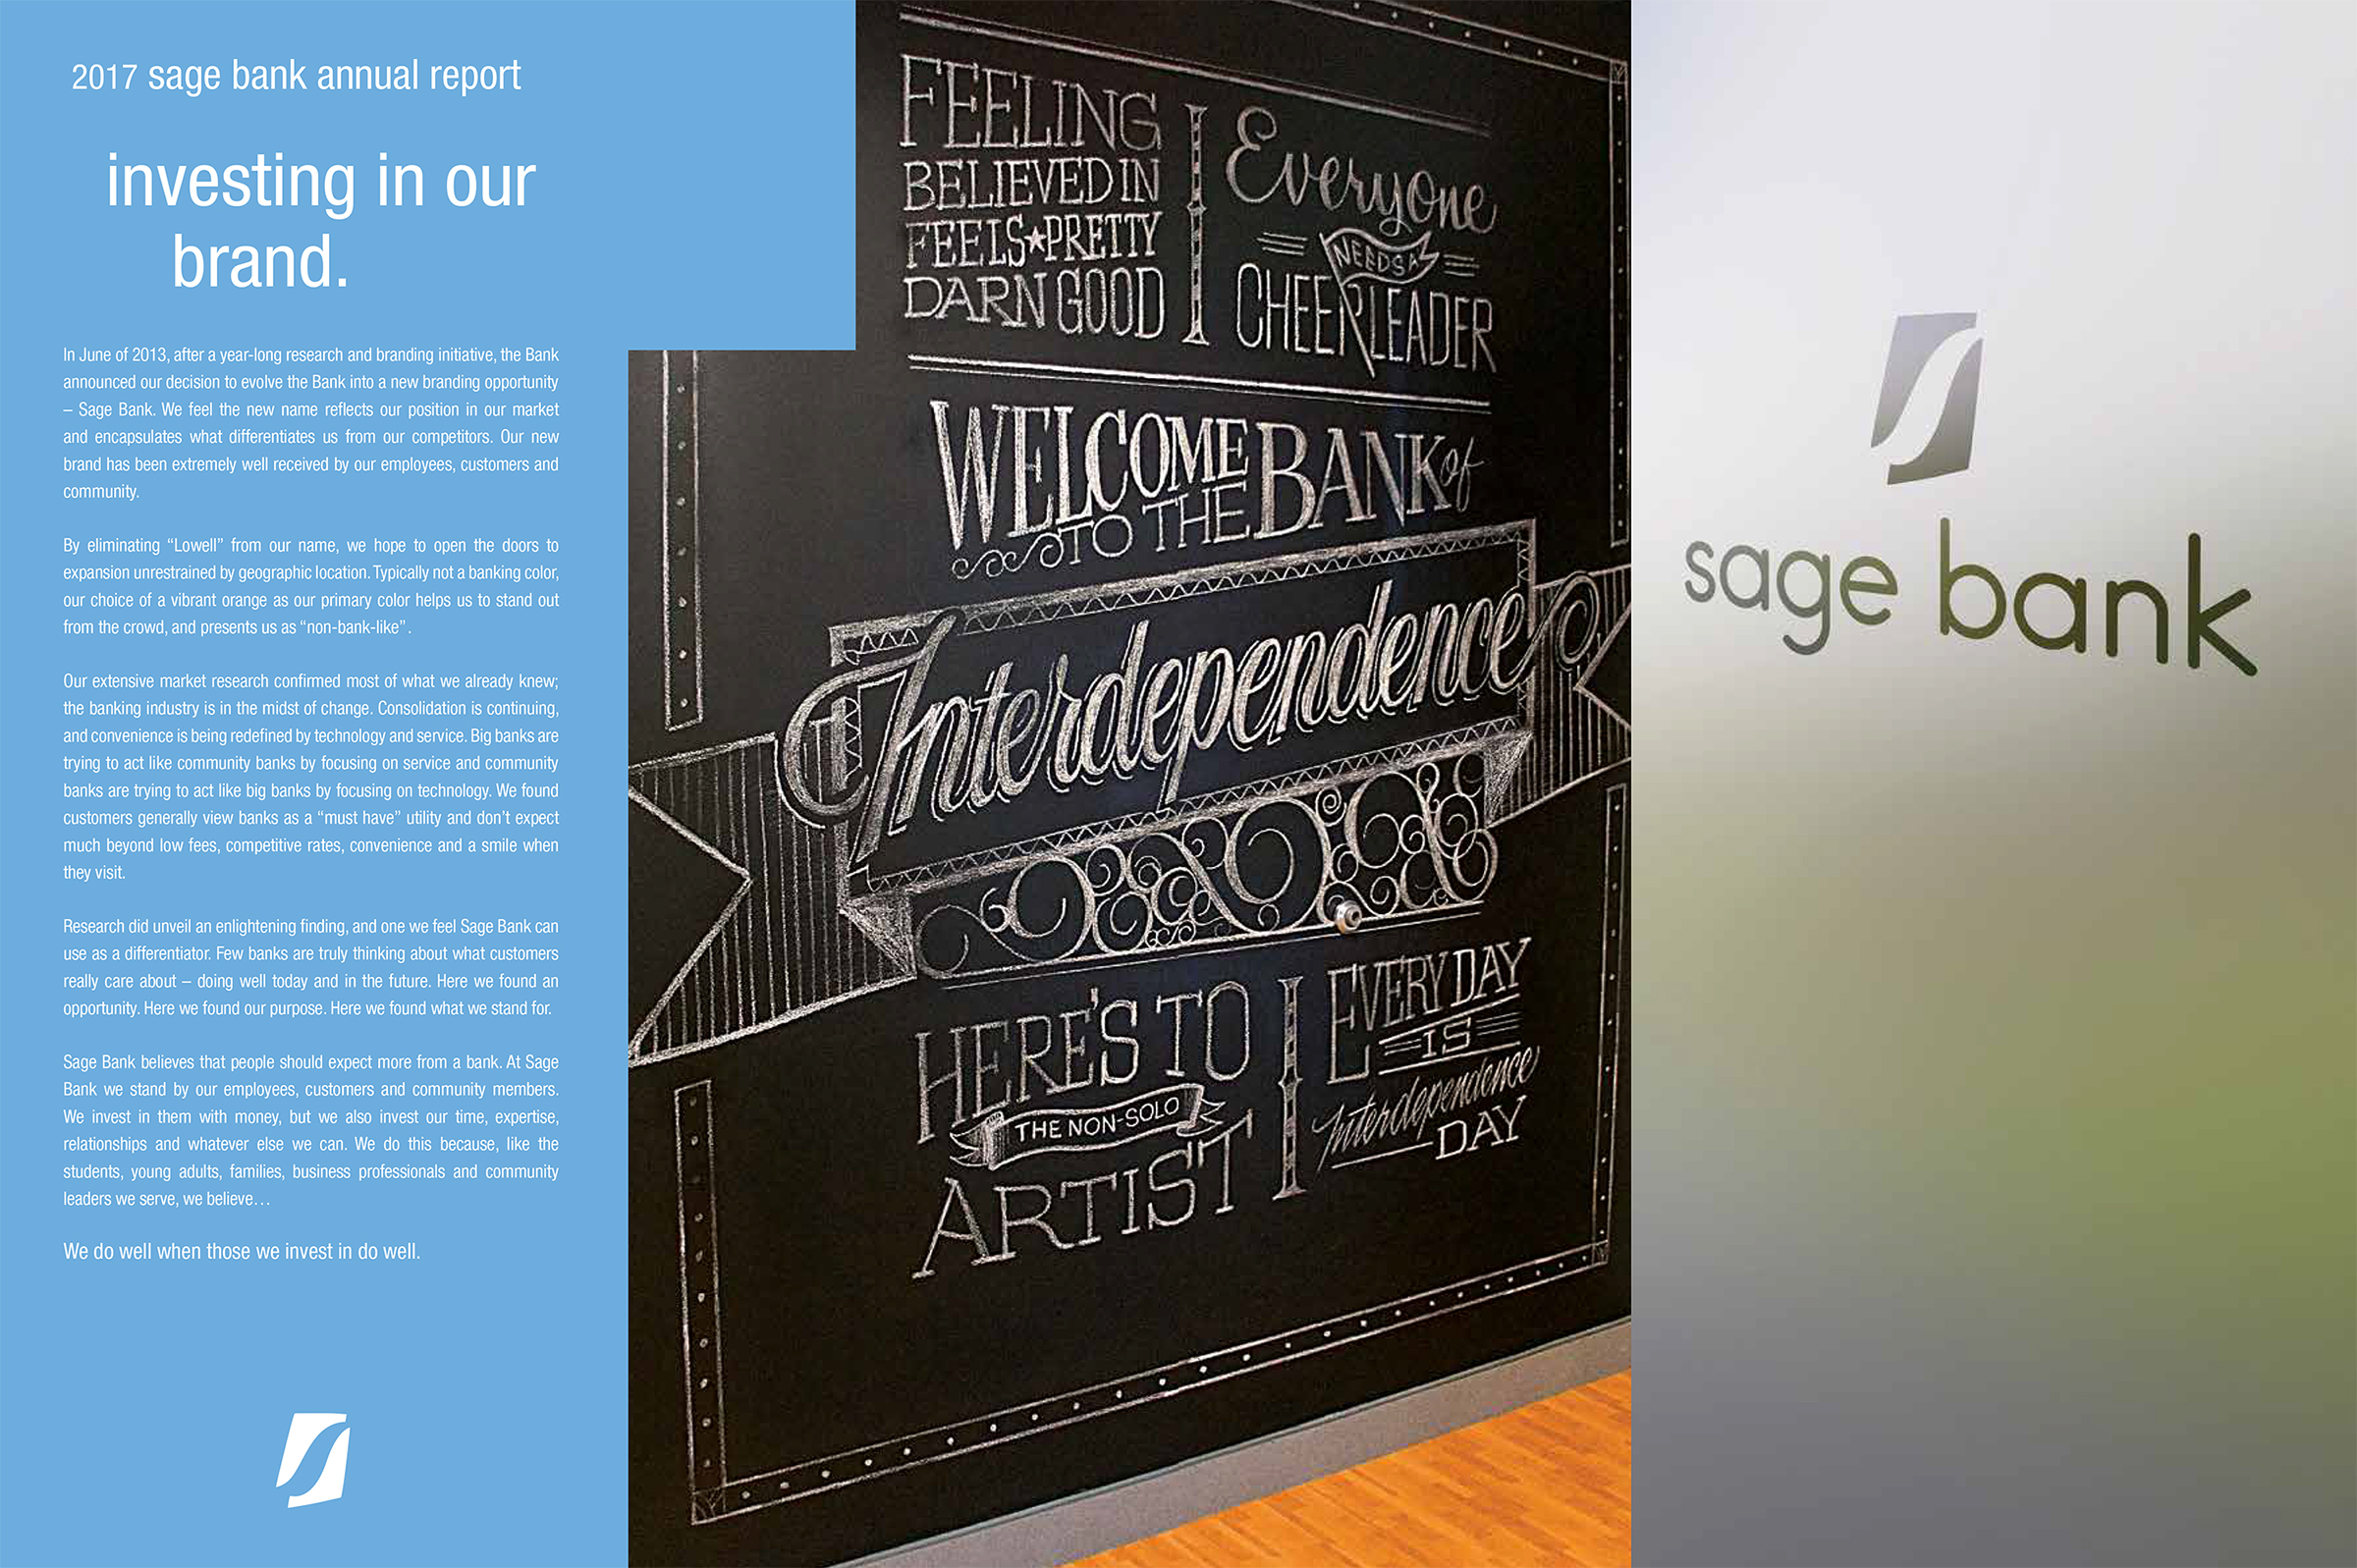 2017 sage bank annual report
investing in our
brand.
In June of 2013, after a year-long research and branding initiative, the Bank
announced our decision to evolve the Bank into a new branding opportunity
– Sage Bank. We feel the new name reflects our position in our market
and encapsulates what differentiates us from our competitors. Our new
brand has been extremely well received by our employees, customers and
community.
By eliminating “Lowell” from our name, we hope to open the doors to
expansion unrestrained by geographic location. Typically not a banking color,
our choice of a vibrant orange as our primary color helps us to stand out
from the crowd, and presents us as “non-bank-like”.
Our extensive market research confirmed most of what we already knew;
the banking industry is in the midst of change. Consolidation is continuing,
and convenience is being redefined by technology and service. Big banks are
trying to act like community banks by focusing on service and community
banks are trying to act like big banks by focusing on technology. We found
customers generally view banks as a “must have” utility and don’t expect
much beyond low fees, competitive rates, convenience and a smile when
they visit.
Research did unveil an enlightening finding, and one we feel Sage Bank can
use as a differentiator. Few banks are truly thinking about what customers
really care about – doing well today and in the future. Here we found an
opportunity. Here we found our purpose. Here we found what we stand for.
Sage Bank believes that people should expect more from a bank. At Sage
Bank we stand by our employees, customers and community members.
We invest in them with money, but we also invest our time, expertise,
relationships and whatever else we can. We do this because, like the
students, young adults, families, business professionals and community
leaders we serve, we believe…
We do well when those we invest in do well.
FEELING
BELIEVED IN
FEELS★PRETTY
DARN GOOD
Everyone
NEEDS A
CHEERLEADER
WELCOME
TO THE
BANK of
Interdependence
HERE'S TO
THE NON-SOLO
ARTIST
EVERY DAY
IS
Interdependence
DAY
sage bank